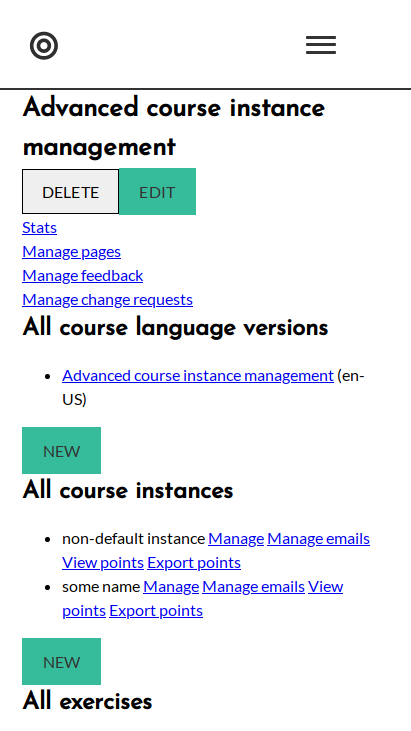 Advanced course instance
management
DELETE EDIT
Stats
Manage pages
Manage feedback
Manage change requests
All course language versions
Advanced course instance management (en-
US)
NEW
All course instances
non-default instance Manage Manage emails
View points Export points
some name Manage Manage emails View
points Export points
NEW
All exercises